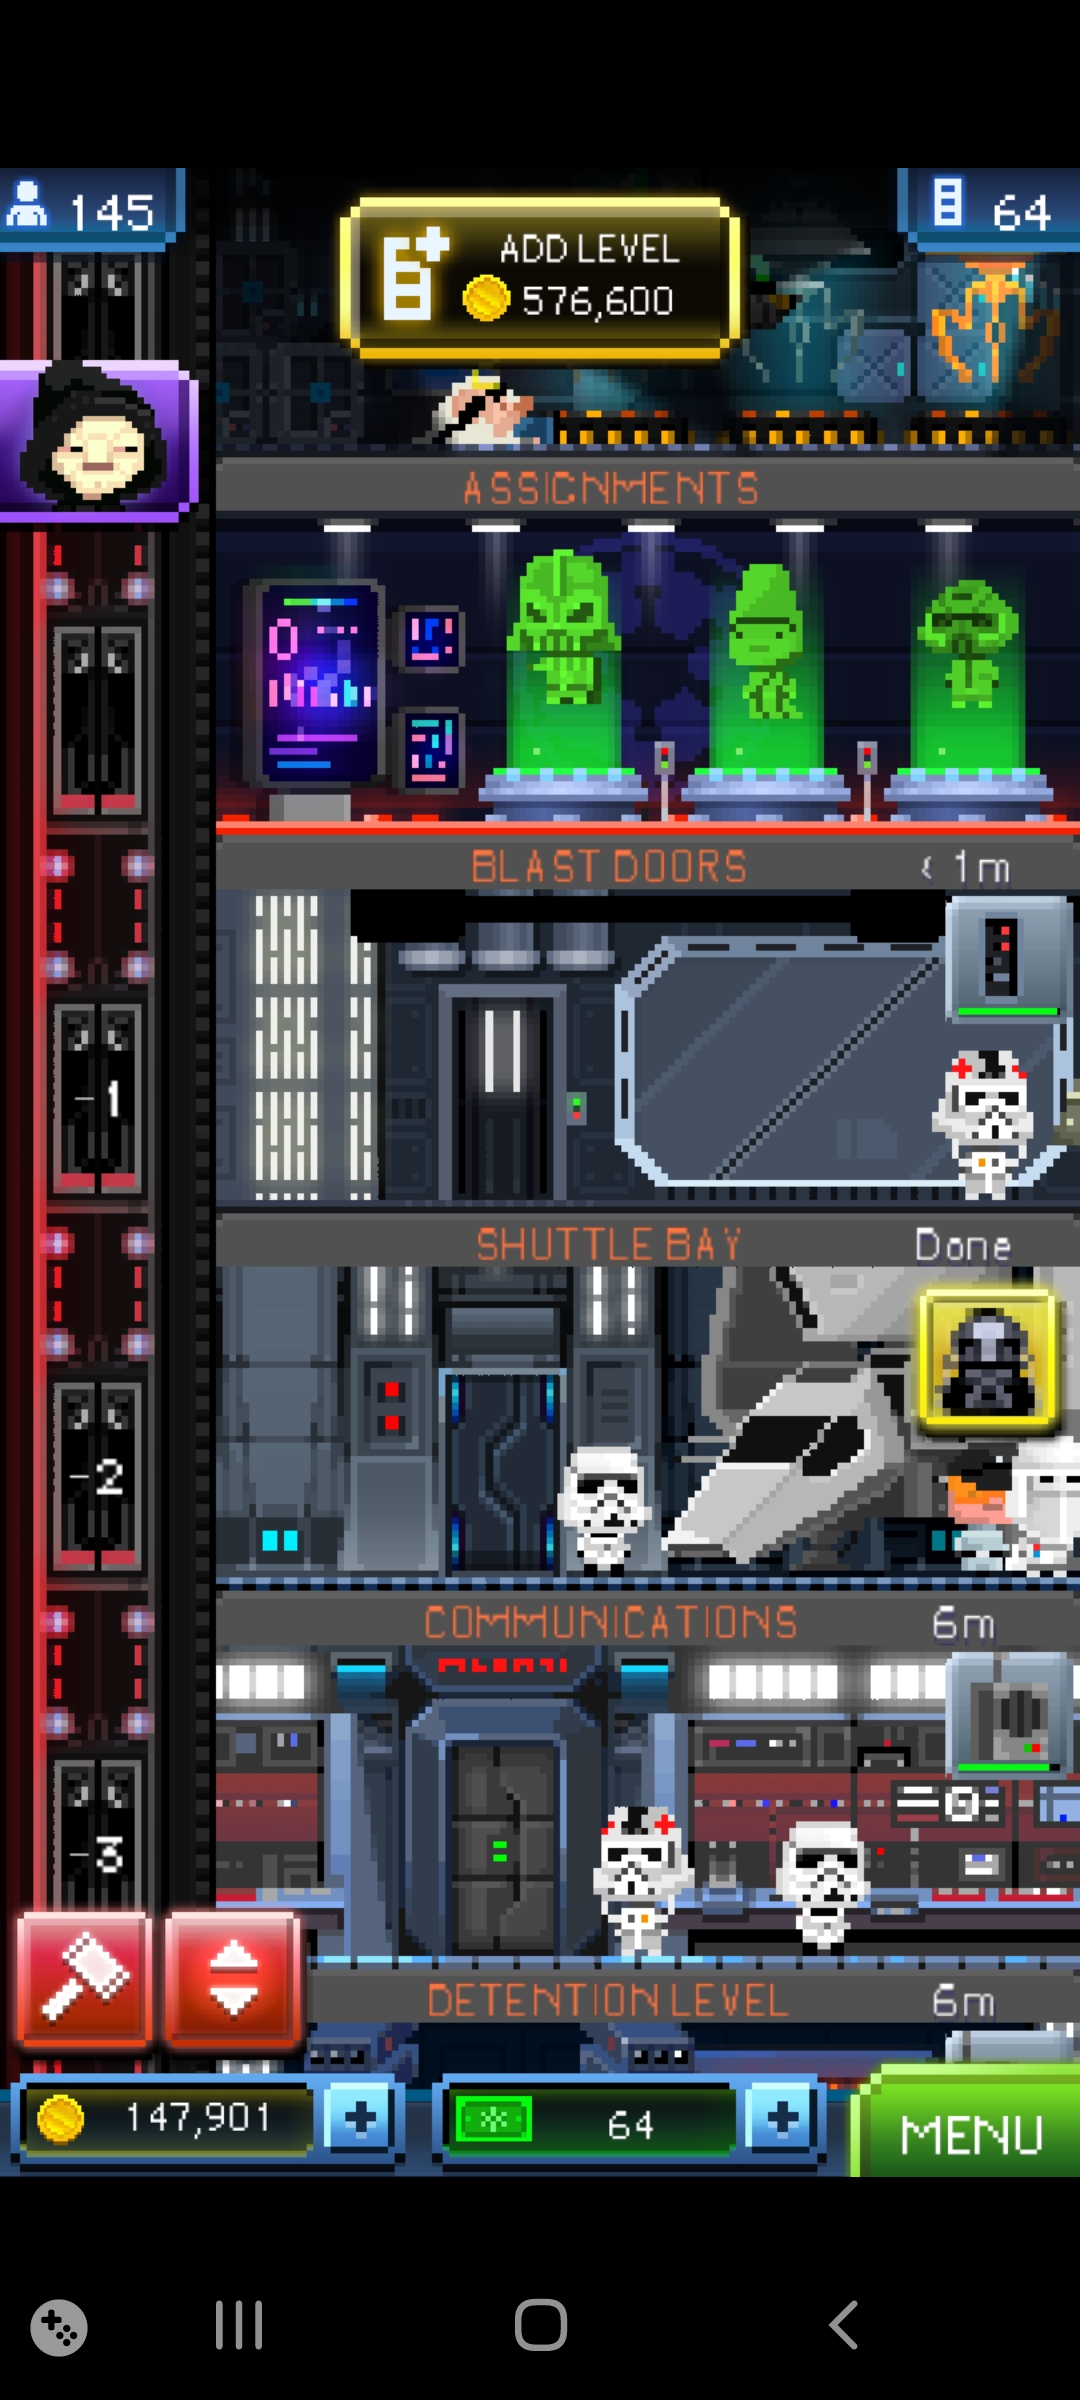 145
ADD LEVEL
576,600
64
ASSIGNMENTS
BLAST DOORS
< 1m
-1
SHUTTLE BAY
Done
-2
COMMUNICATIONS
6m
-3
DETENTION LEVEL
6m
147,901
+
64
+
MENU